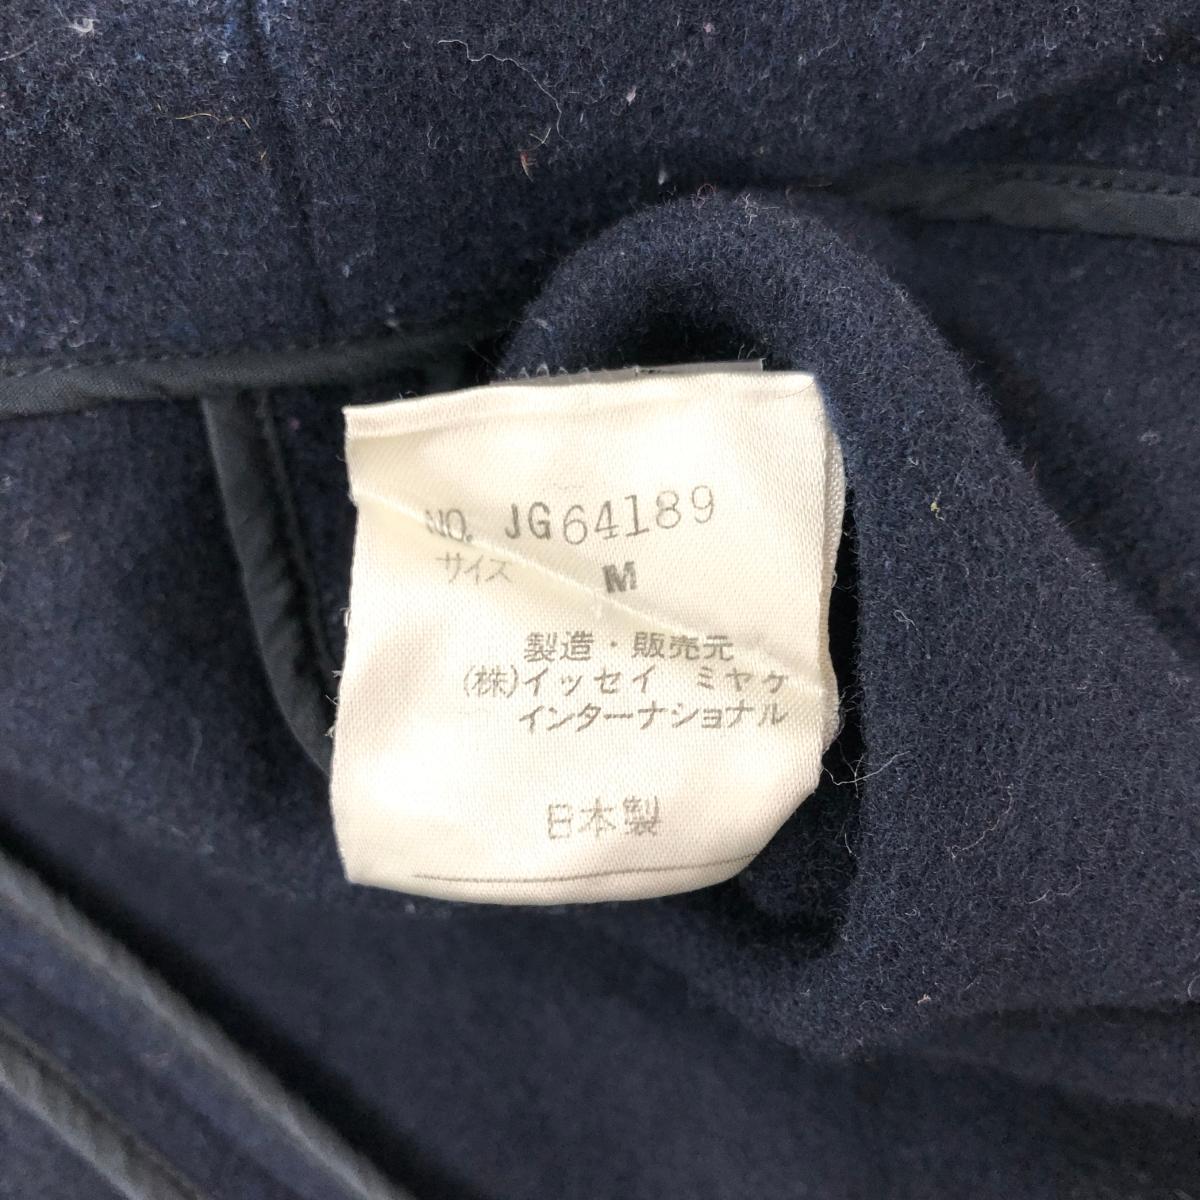 NO. JG64189
サイズ M
製造・販売元
(株)イッセイ ミヤケ
インターナショナル
日本製